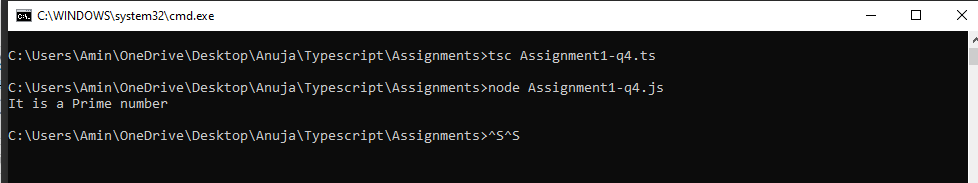 C:\WINDOWS\system32\cmd.exe
C:\Users\Amin\OneDrive\Desktop\Anuja\Typescript\Assignments>tsc Assignment1-q4.ts
C:\Users\Amin\OneDrive\Desktop\Anuja\Typescript\Assignments>node Assignment1-q4.js
It is a Prime number
C:\Users\Amin\OneDrive\Desktop\Anuja\Typescript\Assignments>^S^S